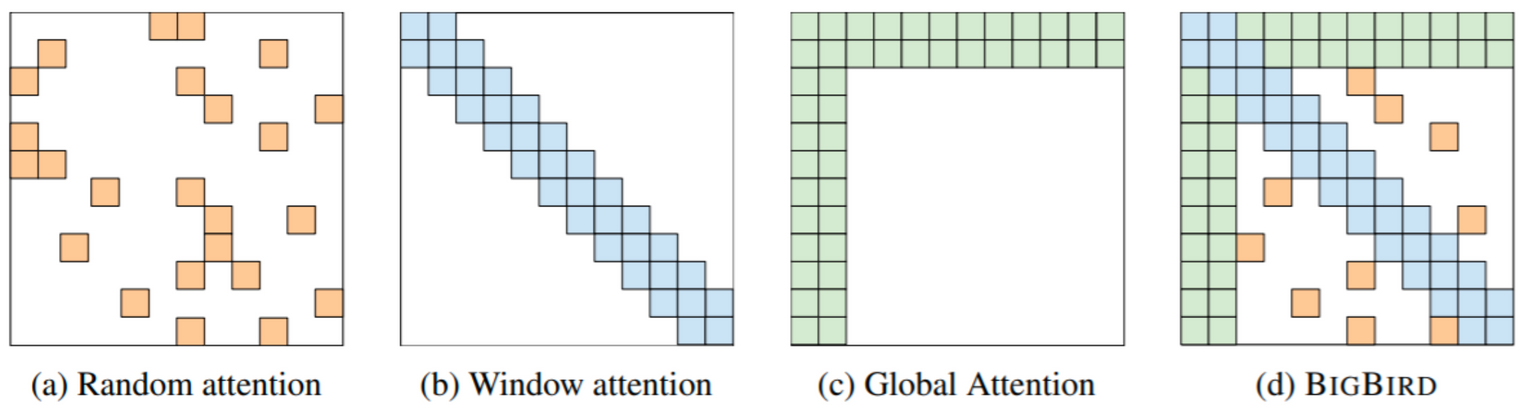 (a) Random attention
(b) Window attention
(c) Global Attention
(d) BIGBIRD